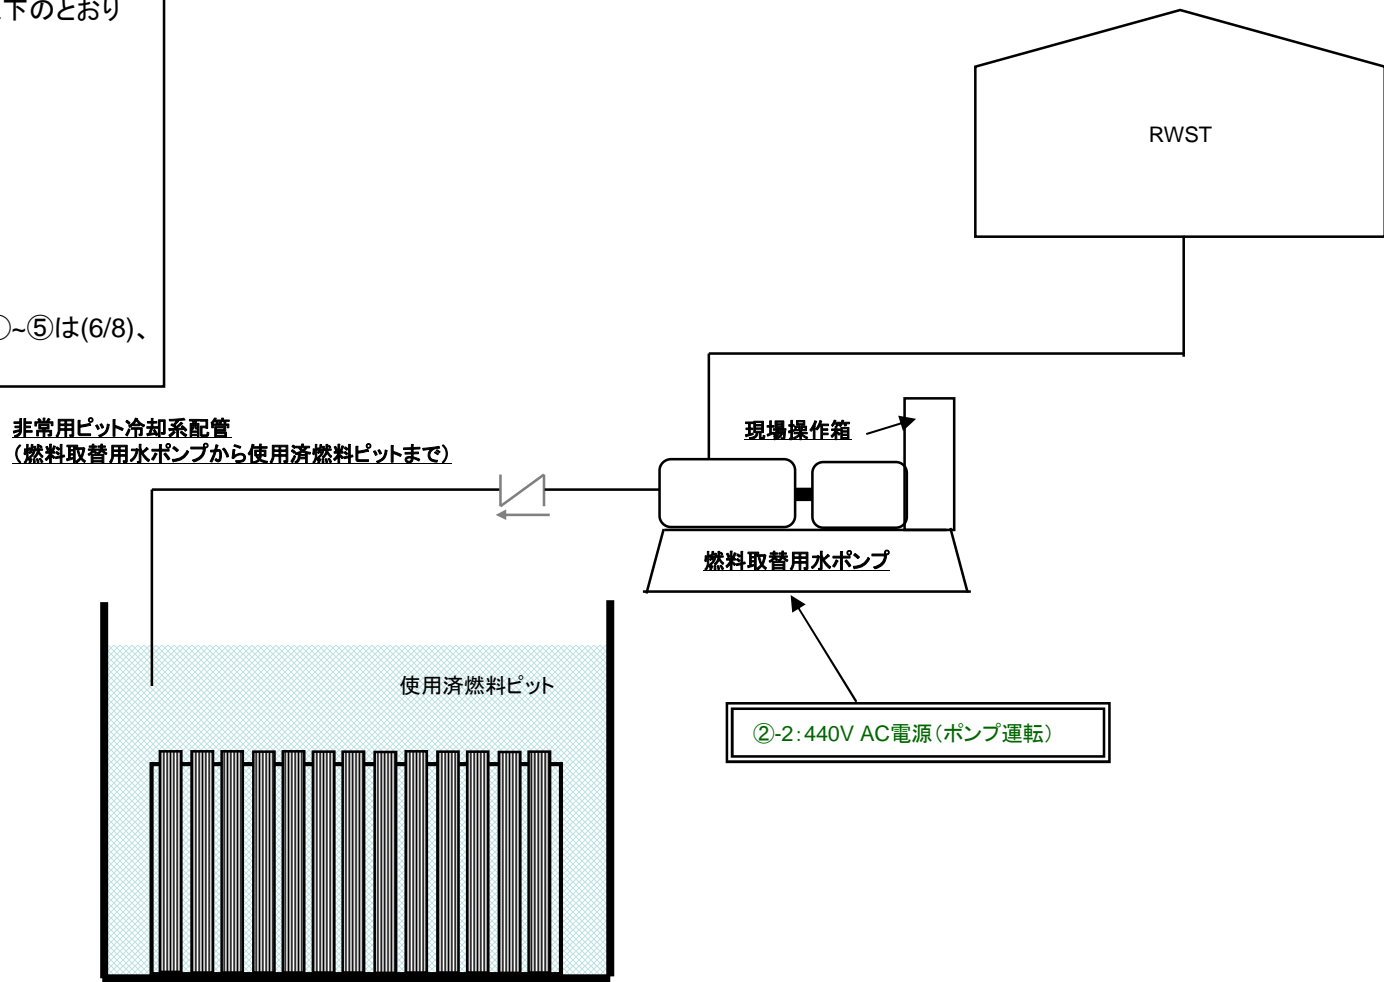 下のとおり
~⑤は(6/8)、
RWST
非常用ピット冷却系配管
(燃料取替用水ポンプから使用済燃料ピットまで)
現場操作箱
燃料取替用水ポンプ
使用済燃料ピット
②-2:440V AC電源(ポンプ運転)